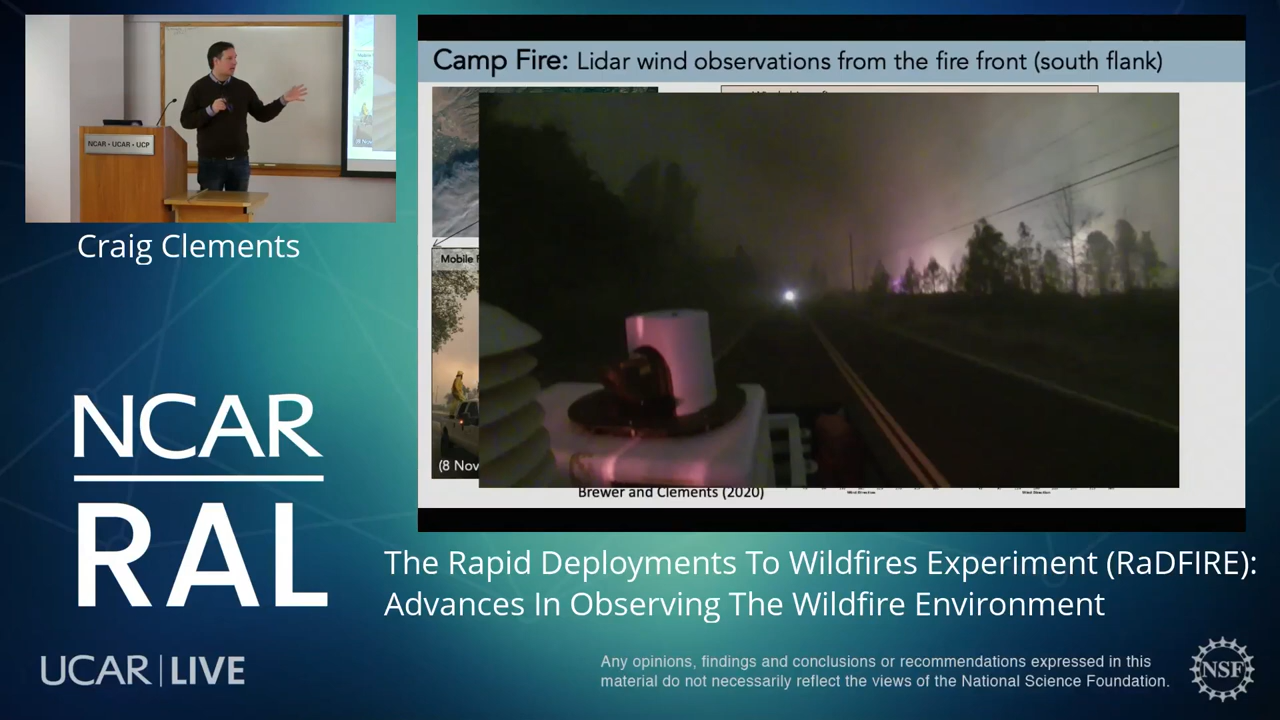 NCAR • UCAR • UCP
Craig Clements
NCAR
RAL
UCAR | LIVE
Camp Fire: Lidar wind observations from the fire front (south flank)
Mobile
(8 Nov
Brewer and Clements (2020)
The Rapid Deployments To Wildfires Experiment (RaDFIRE):
Advances In Observing The Wildfire Environment
Any opinions, findings and conclusions or recommendations expressed in this
material do not necessarily reflect the views of the National Science Foundation.
NSF